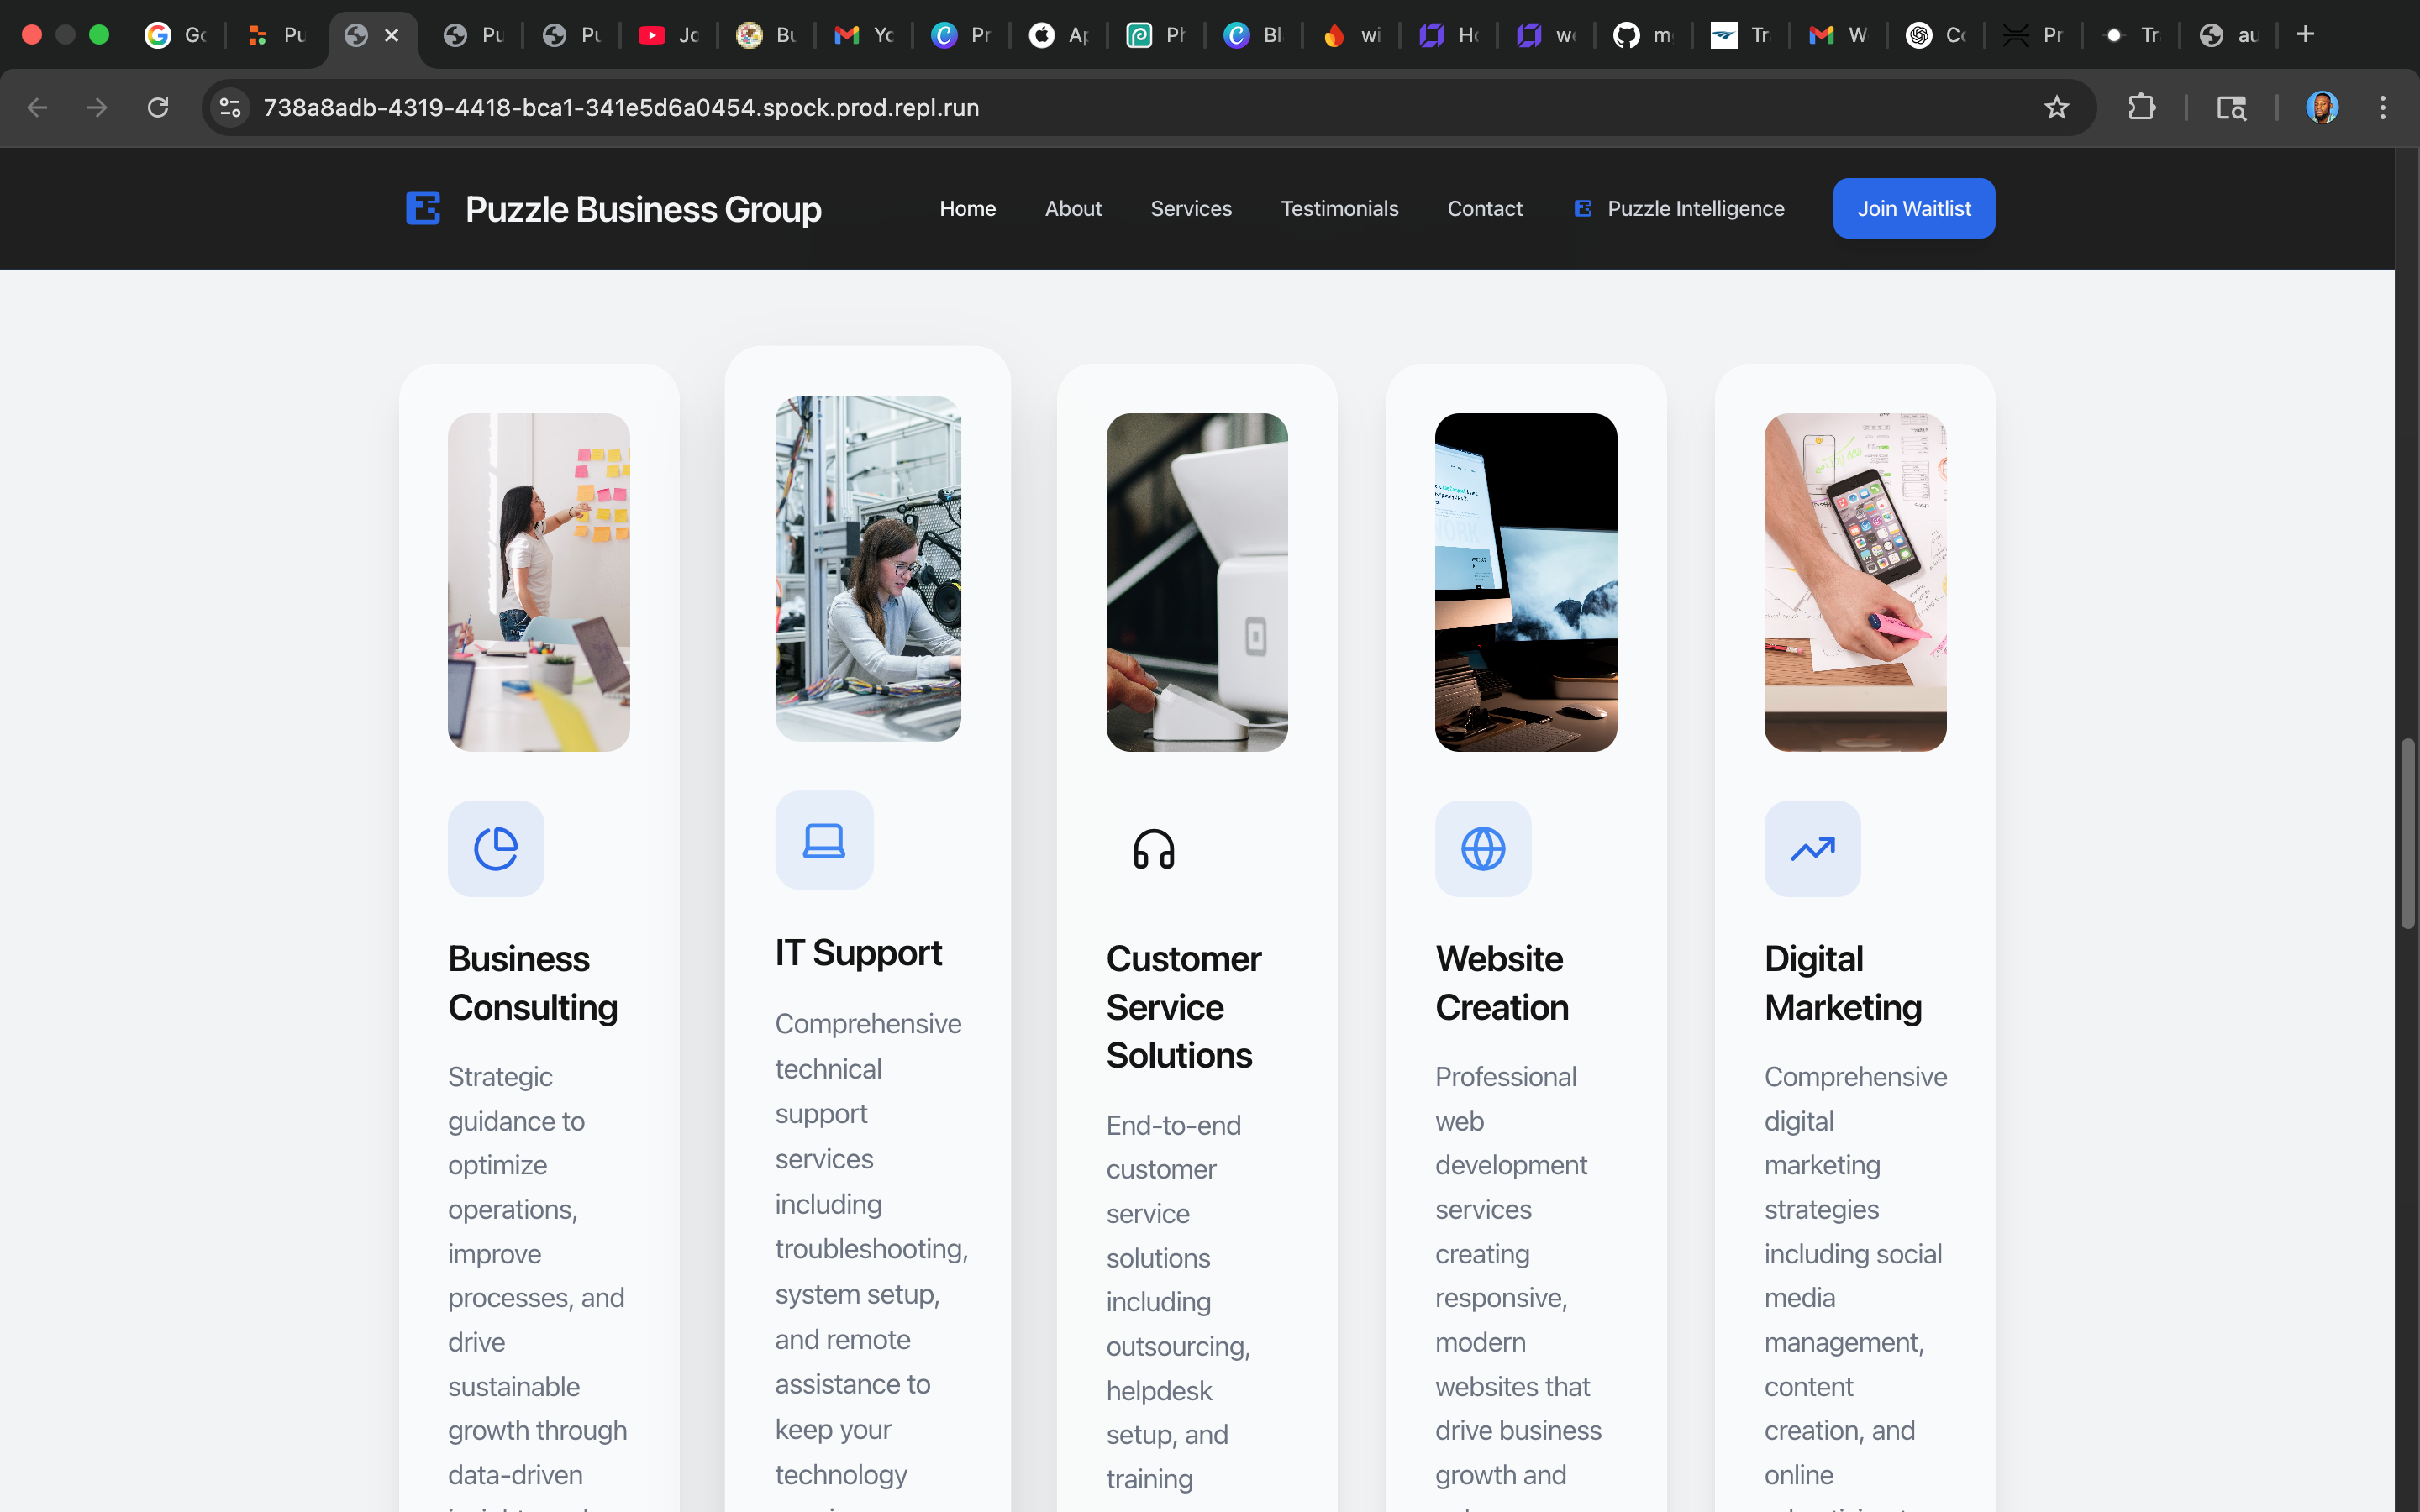 Gc
Pu
Pu
Pu
Jc
Bu
Yc
Pr
Ap
Ph
Bl
wi
Hc
we
m
Tr
W
Cc
Pr
Tr
au
738a8adb-4319-4418-bca1-341e5d6a0454.spock.prod.repl.run
Puzzle Business Group
Home
About
Services
Testimonials
Contact
Puzzle Intelligence
Join Waitlist
Business
Consulting
Strategic
guidance to
optimize
operations,
improve
processes, and
drive
sustainable
growth through
data-driven
IT Support
Comprehensive
technical
support
services
including
troubleshooting,
system setup,
and remote
assistance to
keep your
technology
Customer
Service
Solutions
End-to-end
customer
service
solutions
including
outsourcing,
helpdesk
setup, and
training
Website
Creation
Professional
web
development
services
creating
responsive,
modern
websites that
drive business
growth and
Digital
Marketing
Comprehensive
digital
marketing
strategies
including social
media
management,
content
creation, and
online